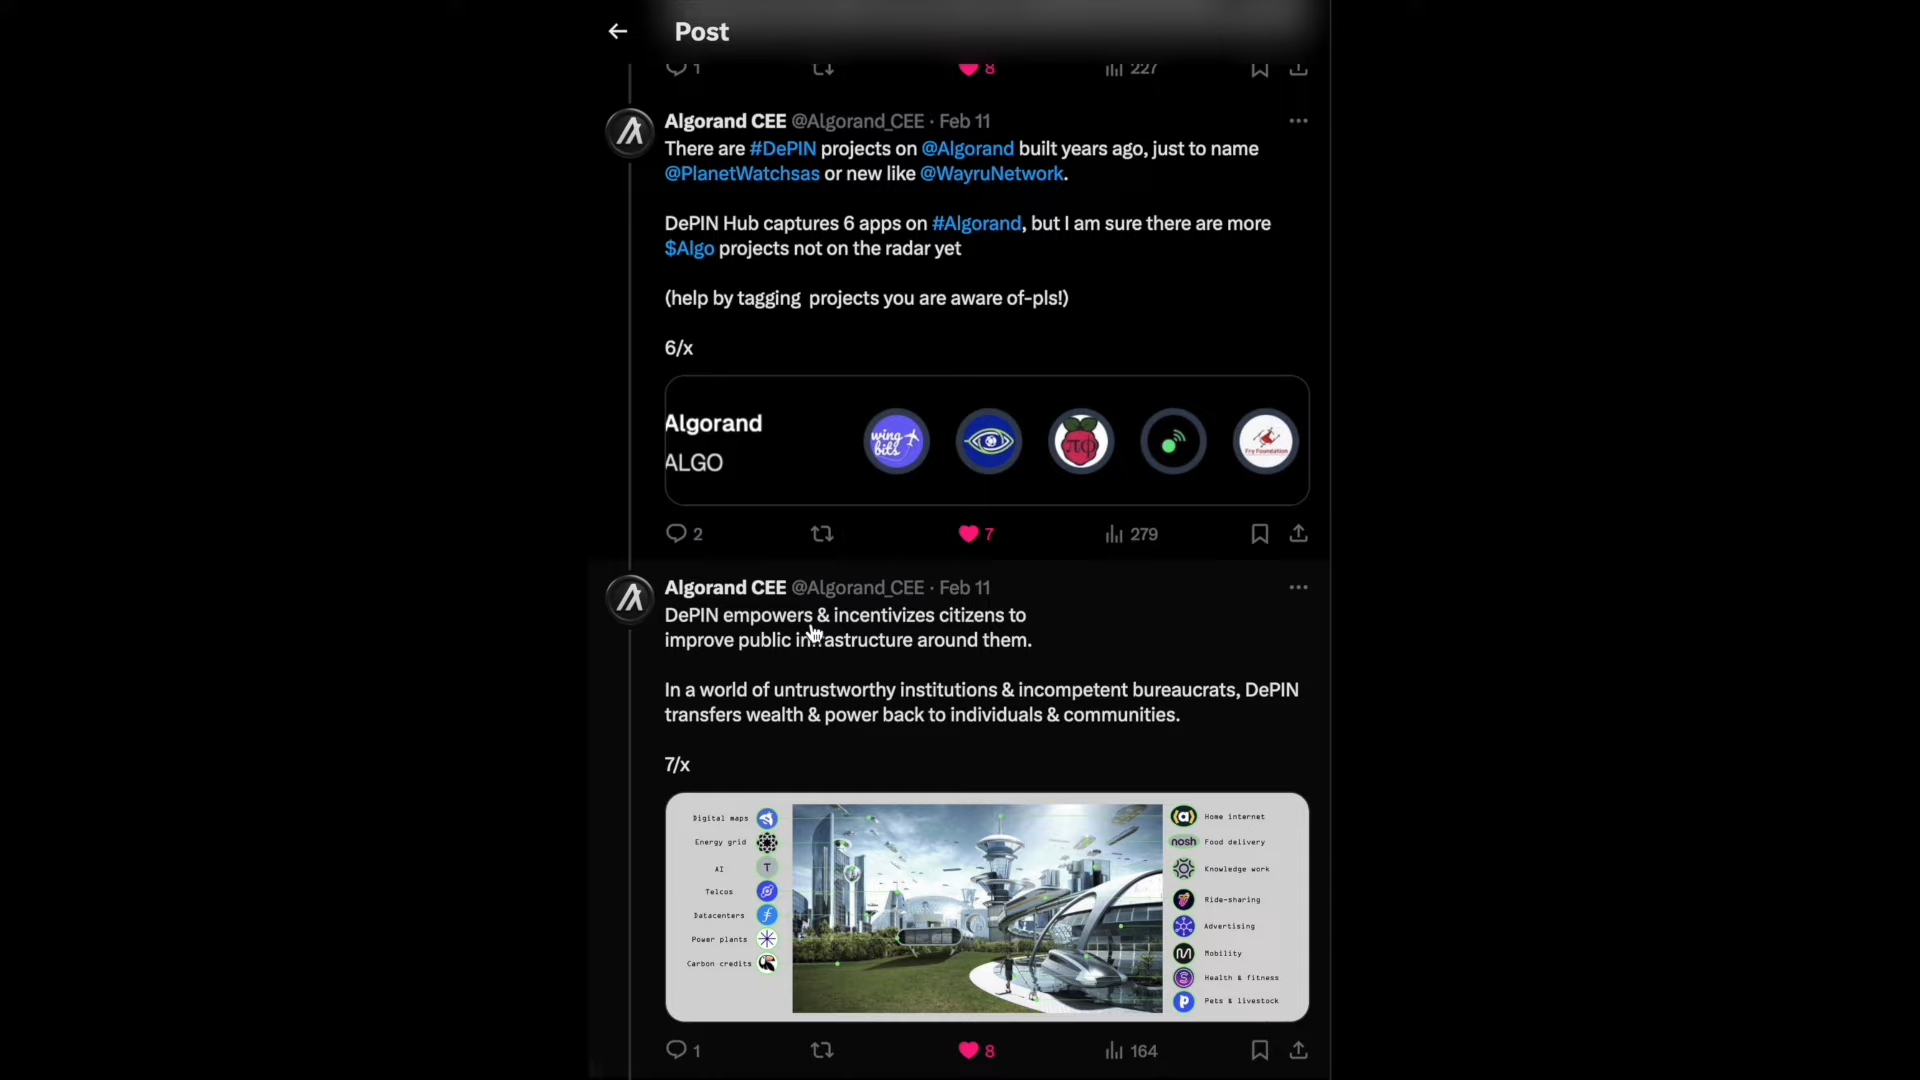 Post
1
8
227
Algorand CEE @Algorand_CEE · Feb 11
There are #DePIN projects on @Algorand built years ago, just to name
@PlanetWatchsas or new like @WayruNetwork.
DePIN Hub captures 6 apps on #Algorand, but I am sure there are more
$Algo projects not on the radar yet
(help by tagging  projects you are aware of-pls!)
6/x
Algorand
ALGO
wing bits
πφ
Fry Foundation
2
7
279
Algorand CEE @Algorand_CEE · Feb 11
DePIN empowers & incentivizes citizens to
improve public infrastructure around them.
In a world of untrustworthy institutions & incompetent bureaucrats, DePIN
transfers wealth & power back to individuals & communities.
7/x
Digital maps
Energy grid
AI
T
Telcos
Datacenters
Power plants
Carbon credits
(a)
Home internet
nosh
Food delivery
Knowledge work
Ride-sharing
Advertising
Mobility
Health & fitness
Pets & livestock
1
8
164